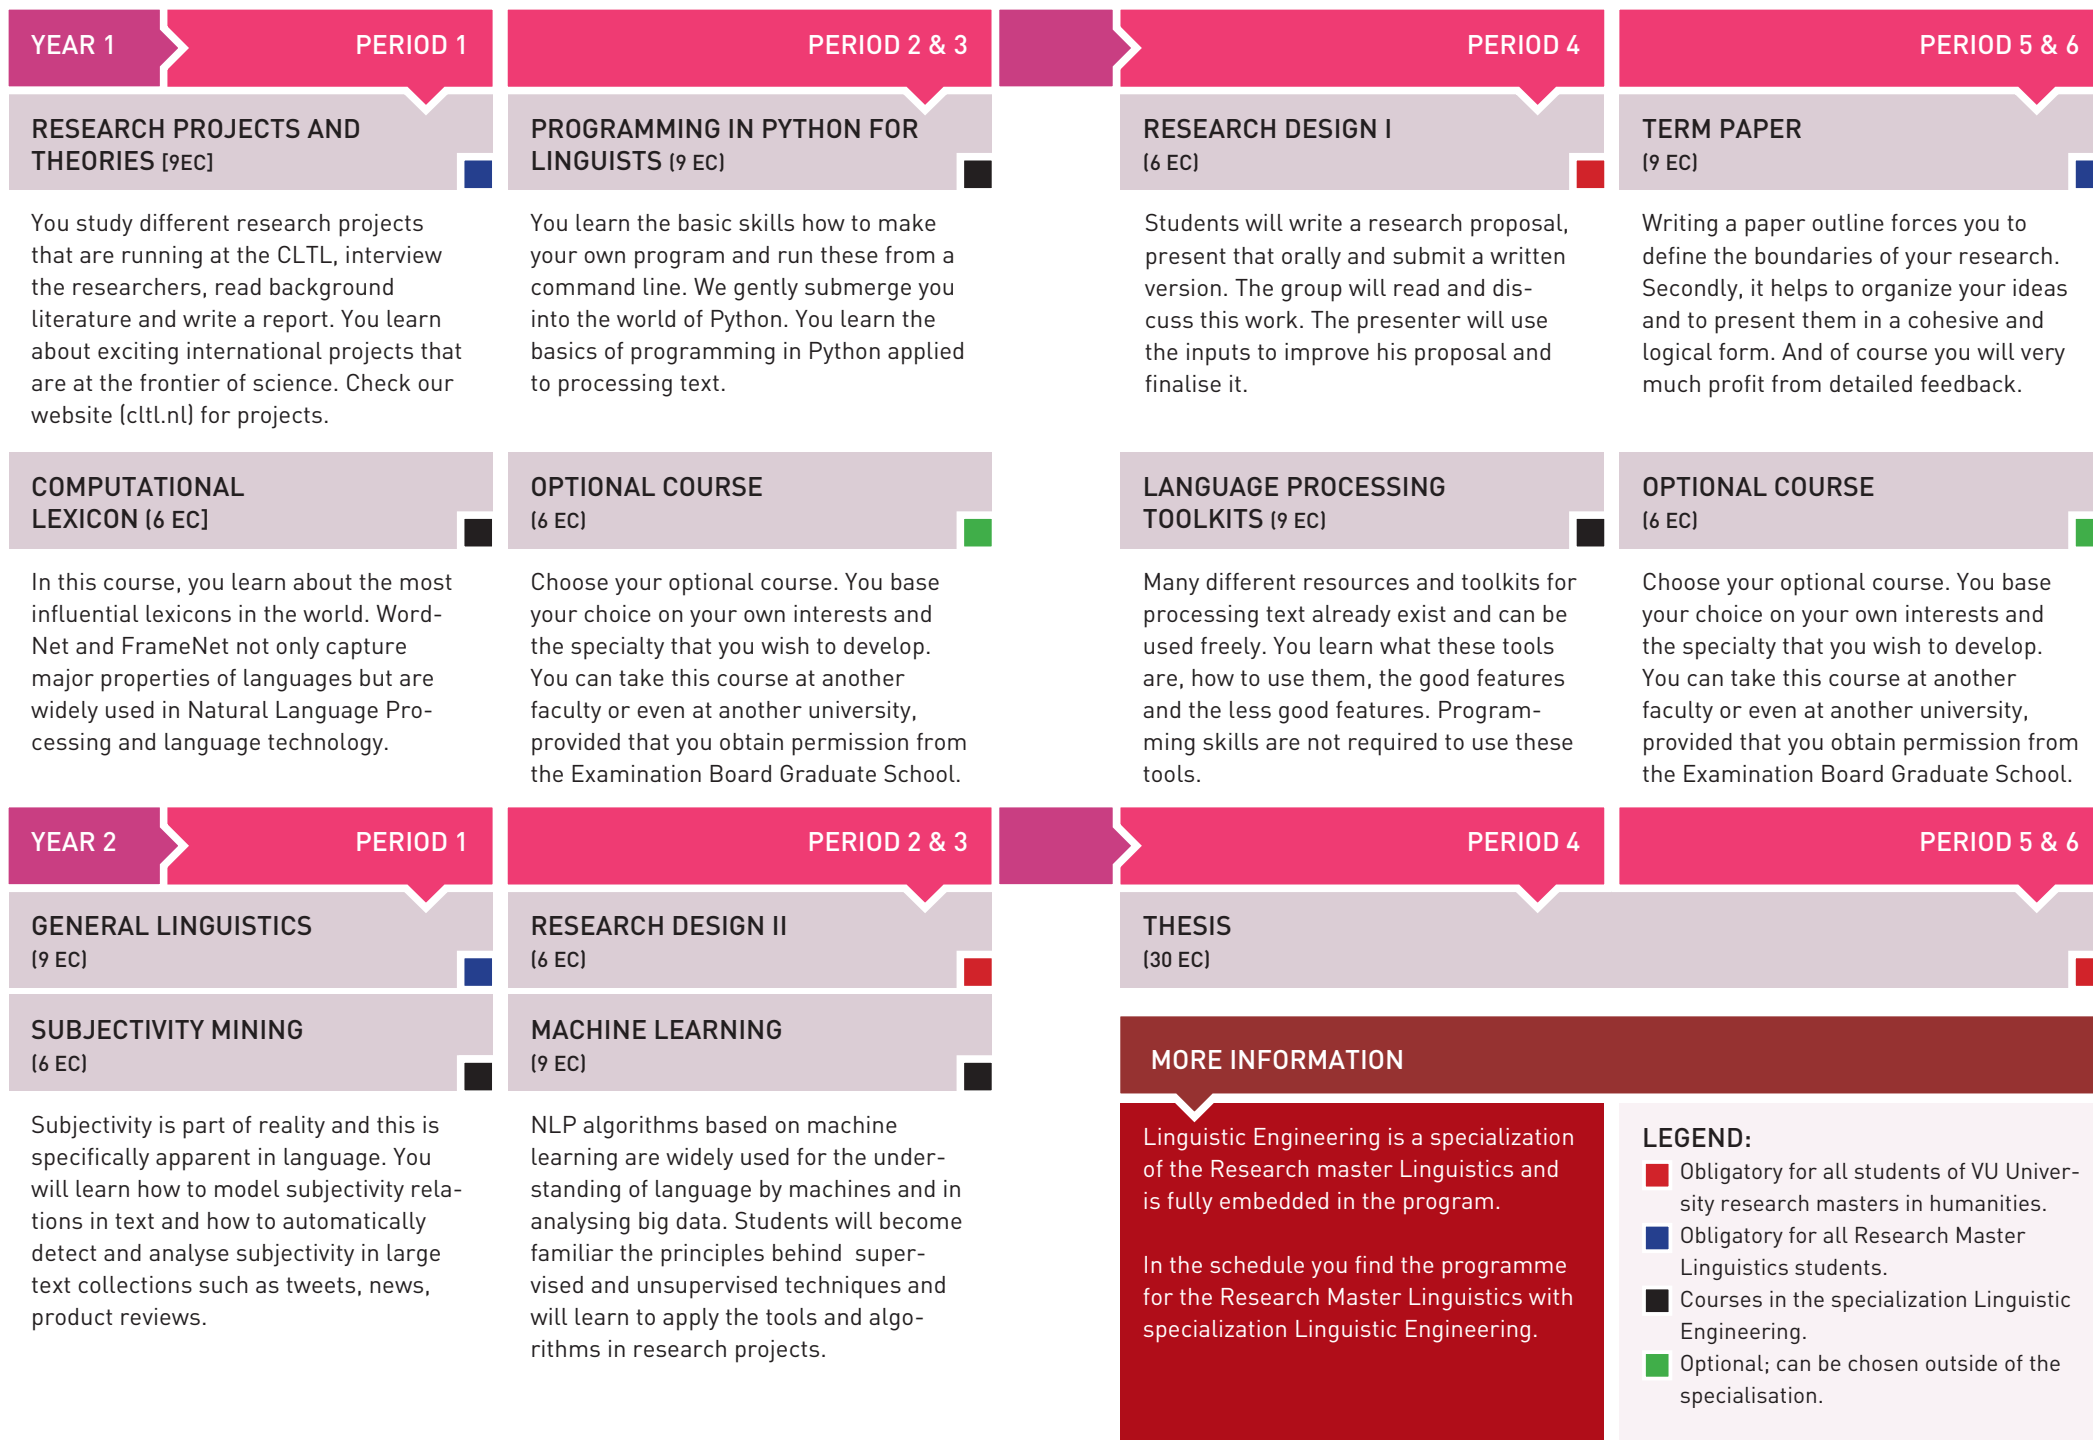 YEAR 1
PERIOD 1
RESEARCH PROJECTS AND
THEORIES [9EC]
You study different research projects
that are running at the CLTL, interview
the researchers, read background
literature and write a report. You learn
about exciting international projects that
are at the frontier of science. Check our
website (cltl.nl) for projects.
COMPUTATIONAL
LEXICON (6 EC]
In this course, you learn about the most
influential lexicons in the world. Word-
Net and FrameNet not only capture
major properties of languages but are
widely used in Natural Language Pro-
cessing and language technology.
PERIOD 2 & 3
PROGRAMMING IN PYTHON FOR
LINGUISTS (9 EC)
You learn the basic skills how to make
your own program and run these from a
command line. We gently submerge you
into the world of Python. You learn the
basics of programming in Python applied
to processing text.
OPTIONAL COURSE
(6 EC)
Choose your optional course. You base
your choice on your own interests and
the specialty that you wish to develop.
You can take this course at another
faculty or even at another university,
provided that you obtain permission from
the Examination Board Graduate School.
PERIOD 4
RESEARCH DESIGN I
(6 EC)
Students will write a research proposal,
present that orally and submit a written
version. The group will read and dis-
cuss this work. The presenter will use
the inputs to improve his proposal and
finalise it.
LANGUAGE PROCESSING
TOOLKITS (9 EC)
Many different resources and toolkits for
processing text already exist and can be
used freely. You learn what these tools
are, how to use them, the good features
and the less good features. Program-
ming skills are not required to use these
tools.
PERIOD 5 & 6
TERM PAPER
(9 EC)
Writing a paper outline forces you to
define the boundaries of your research.
Secondly, it helps to organize your ideas
and to present them in a cohesive and
logical form. And of course you will very
much profit from detailed feedback.
OPTIONAL COURSE
(6 EC)
Choose your optional course. You base
your choice on your own interests and
the specialty that you wish to develop.
You can take this course at another
faculty or even at another university,
provided that you obtain permission from
the Examination Board Graduate School.
YEAR 2
PERIOD 1
GENERAL LINGUISTICS
(9 EC)
SUBJECTIVITY MINING
(6 EC)
Subjectivity is part of reality and this is
specifically apparent in language. You
will learn how to model subjectivity rela-
tions in text and how to automatically
detect and analyse subjectivity in large
text collections such as tweets, news,
product reviews.
PERIOD 2 & 3
RESEARCH DESIGN II
(6 EC)
MACHINE LEARNING
(9 EC)
NLP algorithms based on machine
learning are widely used for the under-
standing of language by machines and in
analysing big data. Students will become
familiar the principles behind  super-
vised and unsupervised techniques and
will learn to apply the tools and algo-
rithms in research projects.
PERIOD 4
PERIOD 5 & 6
THESIS
(30 EC)
MORE INFORMATION
Linguistic Engineering is a specialization
of the Research master Linguistics and
is fully embedded in the program.
In the schedule you find the programme
for the Research Master Linguistics with
specialization Linguistic Engineering.
LEGEND:
Obligatory for all students of VU Univer-
sity research masters in humanities.
Obligatory for all Research Master
Linguistics students.
Courses in the specialization Linguistic
Engineering.
Optional; can be chosen outside of the
specialisation.